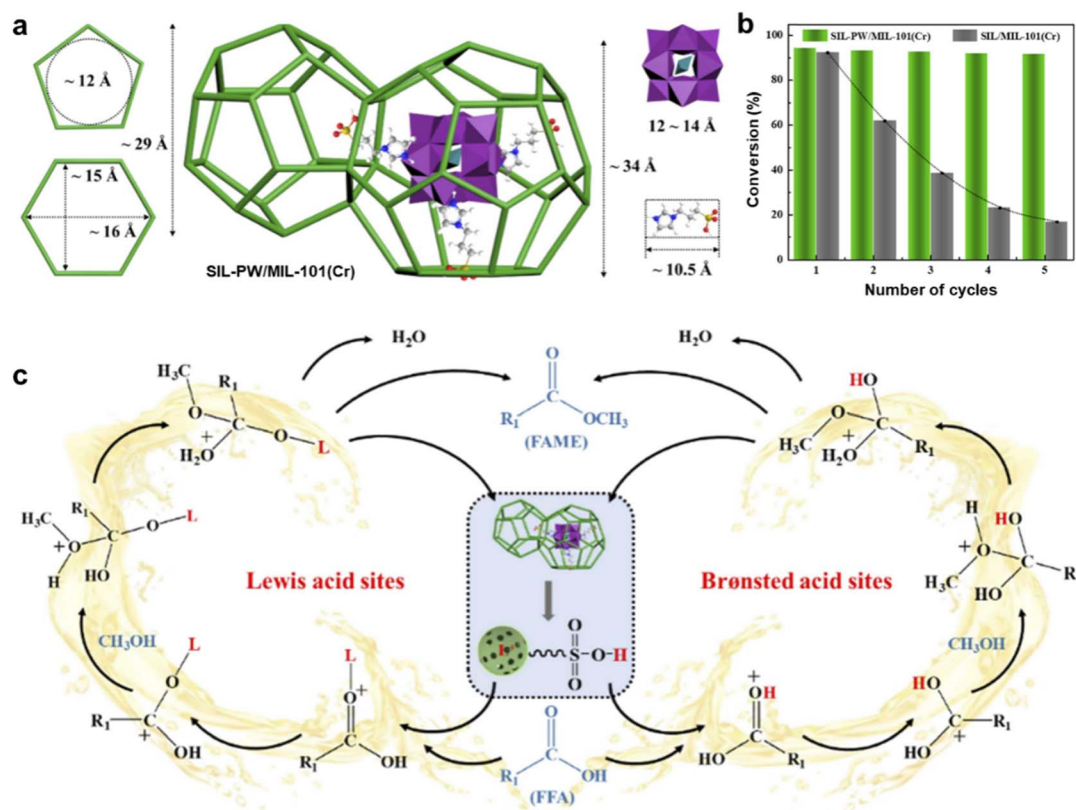 a
~ 12 Å
~ 15 Å
~ 16 Å
~ 29 Å
SIL-PW/MIL-101(Cr)
~ 34 Å
12 ~ 14 Å
~ 10.5 Å
b
SIL-PW/MIL-101(Cr) SIL/MIL-101(Cr)
Conversion (%)
100
80
60
40
20
0
1 2 3 4 5
Number of cycles
c
H₂O
H₂O
O
C
R₁ OCH₃
(FAME)
H₃C
R₁
O C O L
+
H₂O
HO
O C
H₃C +
H₂O R₁
R₁
H₃C O L
+ O C
H HO
H HO
+ O C
H₃C HO R
Lewis acid sites
Brønsted acid sites
CH₃OH
CH₃OH
O
S O H
O
L
O
R₁ C
+ OH
L
+
O
C
R₁ OH
O
C
R₁ OH
(FFA)
+
OH
C
HO R₁
HO
C R₁
HO +